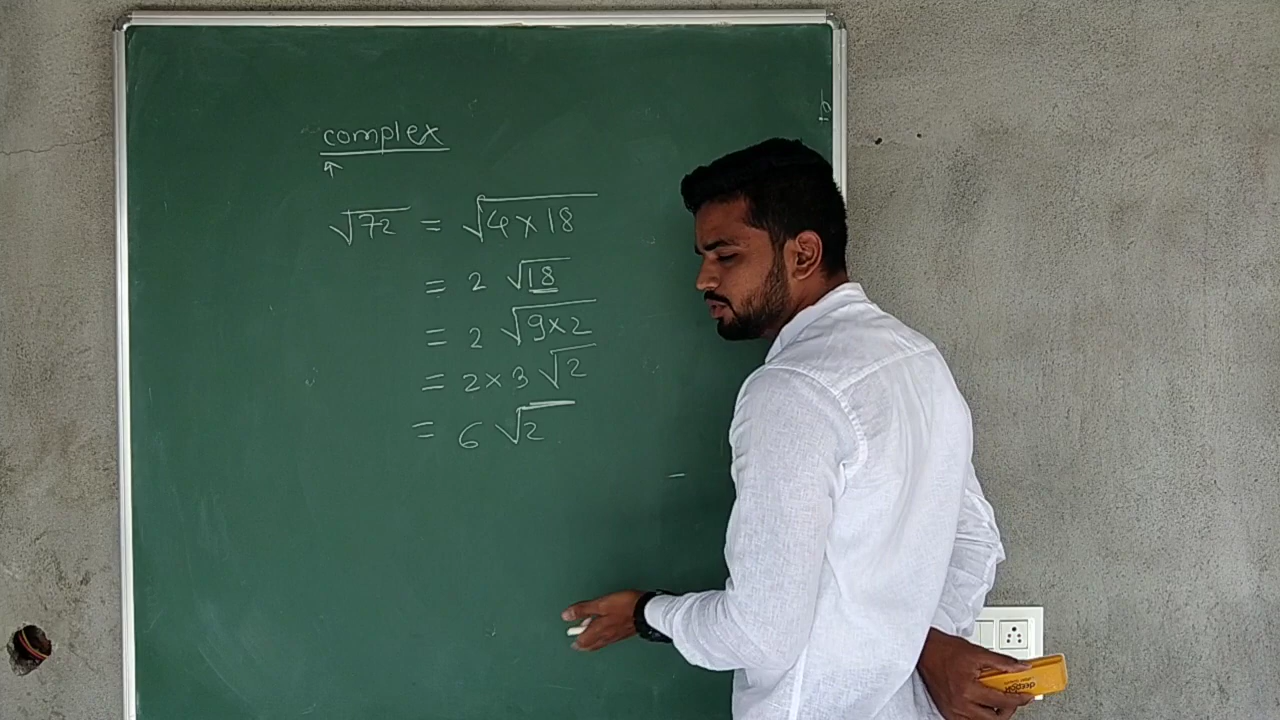 complex
√72 = √4×18
= 2 √18
= 2 √9×2
= 2×3 √2
= 6 √2